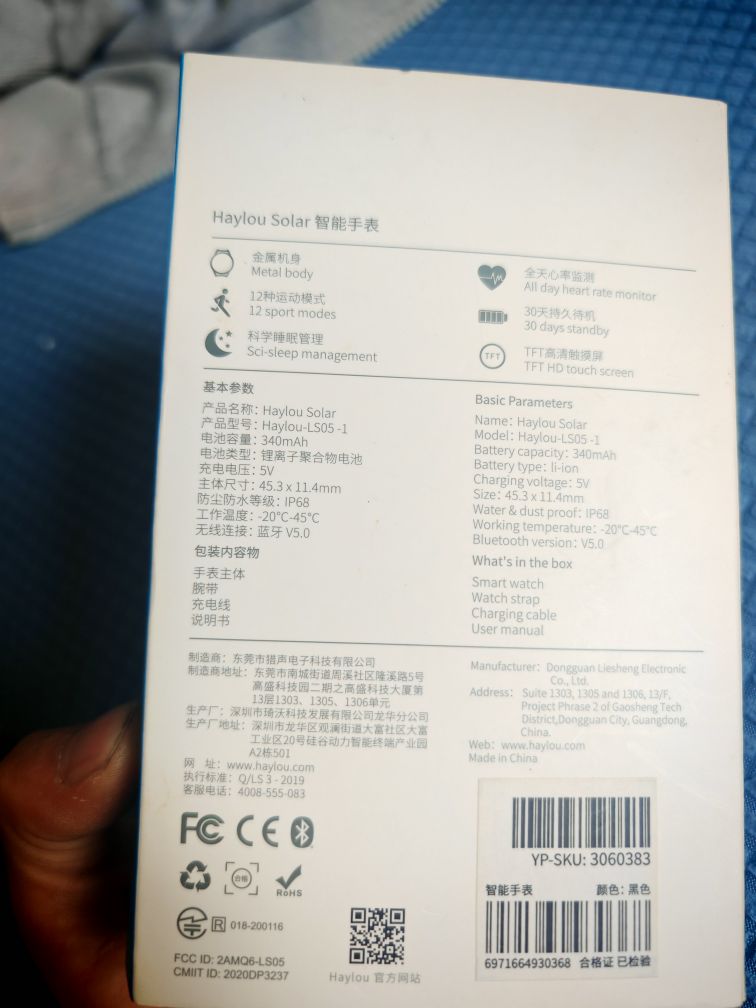 Haylou Solar 智能手表
金属机身
Metal body
12种运动模式
12 sport modes
科学睡眠管理
Sci-sleep management
全天心率监测
All day heart rate monitor
30天持久待机
30 days standby
TFT
TFT高清触摸屏
TFT HD touch screen
基本参数
产品名称：Haylou Solar
产品型号：Haylou-LS05 -1
电池容量：340mAh
电池类型：锂离子聚合物电池
充电电压：5V
主体尺寸：45.3 x 11.4mm
防尘防水等级：IP68
工作温度：-20°C-45°C
无线连接：蓝牙 V5.0
包装内容物
手表主体
腕带
充电线
说明书
Basic Parameters
Name: Haylou Solar
Model: Haylou-LS05 -1
Battery capacity: 340mAh
Battery type: li-ion
Charging voltage: 5V
Size: 45.3 x 11.4mm
Water & dust proof: IP68
Working temperature: -20°C-45°C
Bluetooth version: V5.0
What's in the box
Smart watch
Watch strap
Charging cable
User manual
制造商：东莞市猎声电子科技有限公司
制造商地址：东莞市南城街道周溪社区隆溪路5号
高盛科技园二期之高盛科技大厦第
13层1303、1305、1306单元
生产厂：深圳市琦沃科技发展有限公司龙华分公司
生产厂地址：深圳市龙华区观澜街道大富社区大富
工业区20号硅谷动力智能终端产业园
A2栋501
网 址：www.haylou.com
执行标准：Q/LS 3 - 2019
客服电话：4008-555-083
Manufacturer: Dongguan Liesheng Electronic
Co., Ltd.
Address: Suite 1303, 1305 and 1306, 13/F,
Project Phrase 2 of Gaosheng Tech
District,Dongguan City, Guangdong,
China.
Web: www.haylou.com
Made in China
FC CE
合格
RoHS
R 018-200116
FCC ID: 2AMQ6-LS05
CMIIT ID: 2020DP3237
Haylou 官方网站
YP-SKU: 3060383
智能手表 颜色：黑色
6971664930368 合格证 已检验